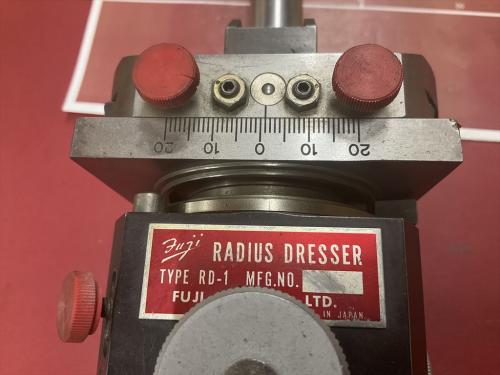 20 10 0 10 20
Fuji RADIUS DRESSER
TYPE RD-1 MFG.NO.
FUJI LTD.
IN JAPAN